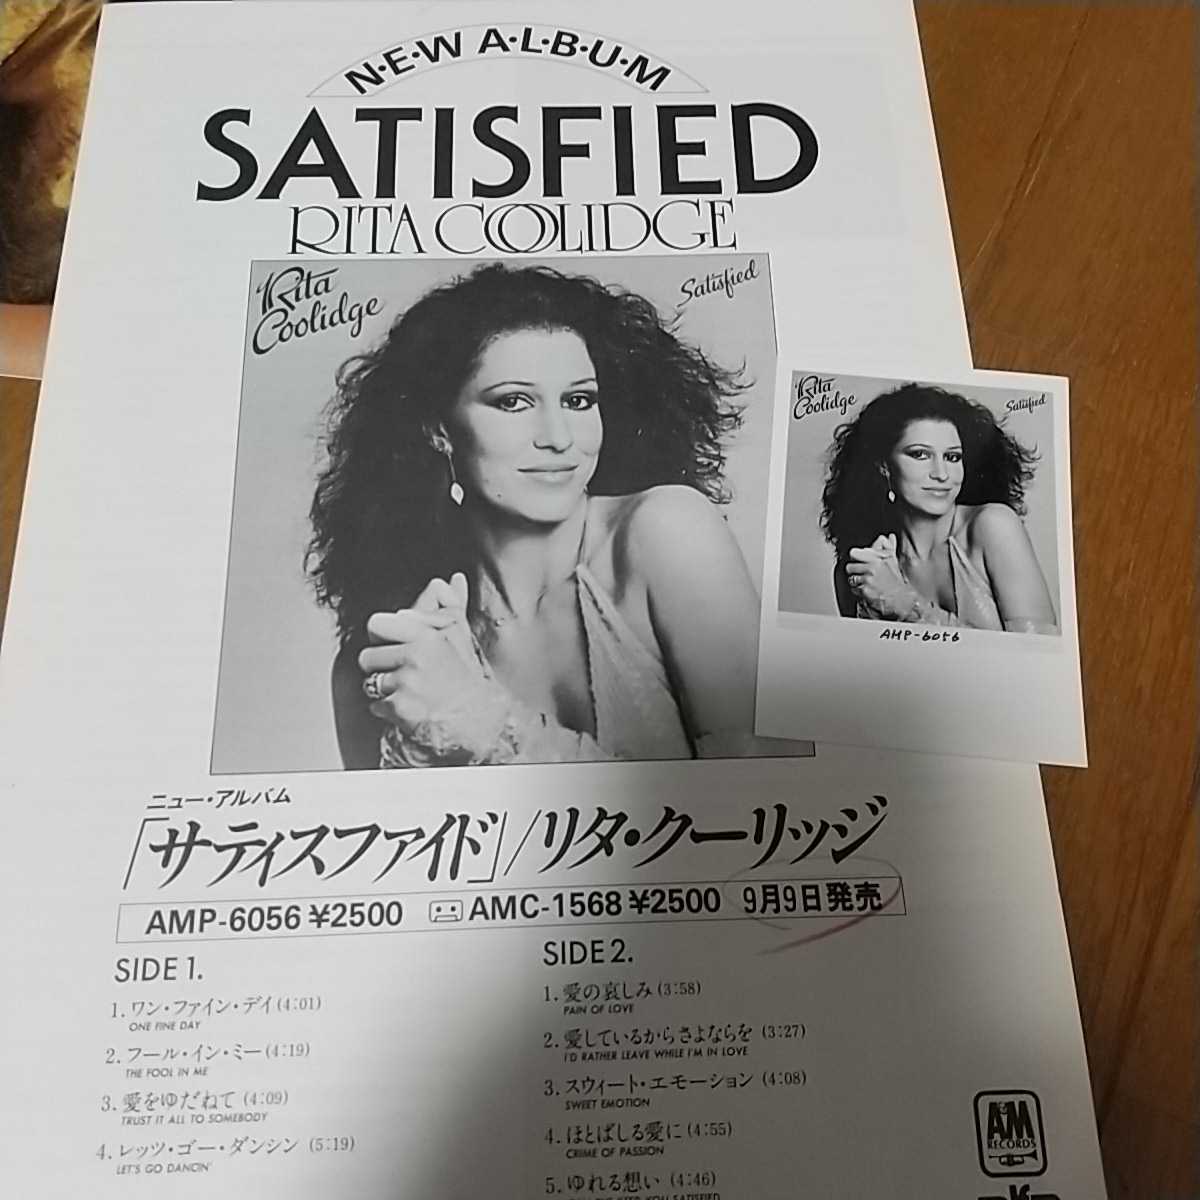 N·E·W A·L·B·U·M
SATISFIED
RITA COOLIDGE
Rita Coolidge
Satisfied
Rita Coolidge
Satisfied
AMP-6056
ニュー・アルバム
「サティスファイド」/リタ・クーリッジ
AMP-6056 ¥2500 AMC-1568 ¥2500 9月9日発売
SIDE 1.
1. ワン・ファイン・デイ (4:01)
ONE FINE DAY
2. フール・イン・ミー (4:19)
THE FOOL IN ME
3. 愛をゆだねて (4:09)
TRUST IT ALL TO SOMEBODY
4. レッツ・ゴー・ダンシン (5:19)
LET'S GO DANCIN'
SIDE 2.
1. 愛の哀しみ (3:58)
PAIN OF LOVE
2. 愛しているからさよならを (3:27)
I'D RATHER LEAVE WHILE I'M IN LOVE
3. スウィート・エモーション (4:08)
SWEET EMOTION
4. ほとばしる愛に (4:55)
CRIME OF PASSION
5. ゆれる想い (4:46)
YOU SATISFIED
A&M
RECORDS